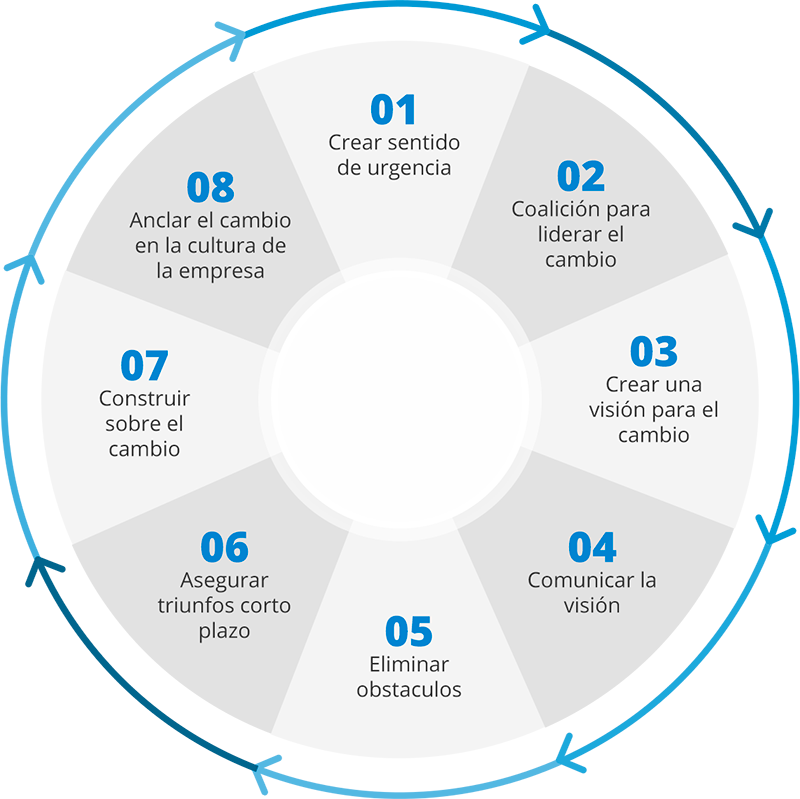 01
Crear sentido
de urgencia
02
Coalición para
liderar el
cambio
03
Crear una
visión para el
cambio
04
Comunicar la
visión
05
Eliminar
obstaculos
06
Asegurar
triunfos corto
plazo
07
Construir
sobre el
cambio
08
Anclar el cambio
en la cultura de
la empresa